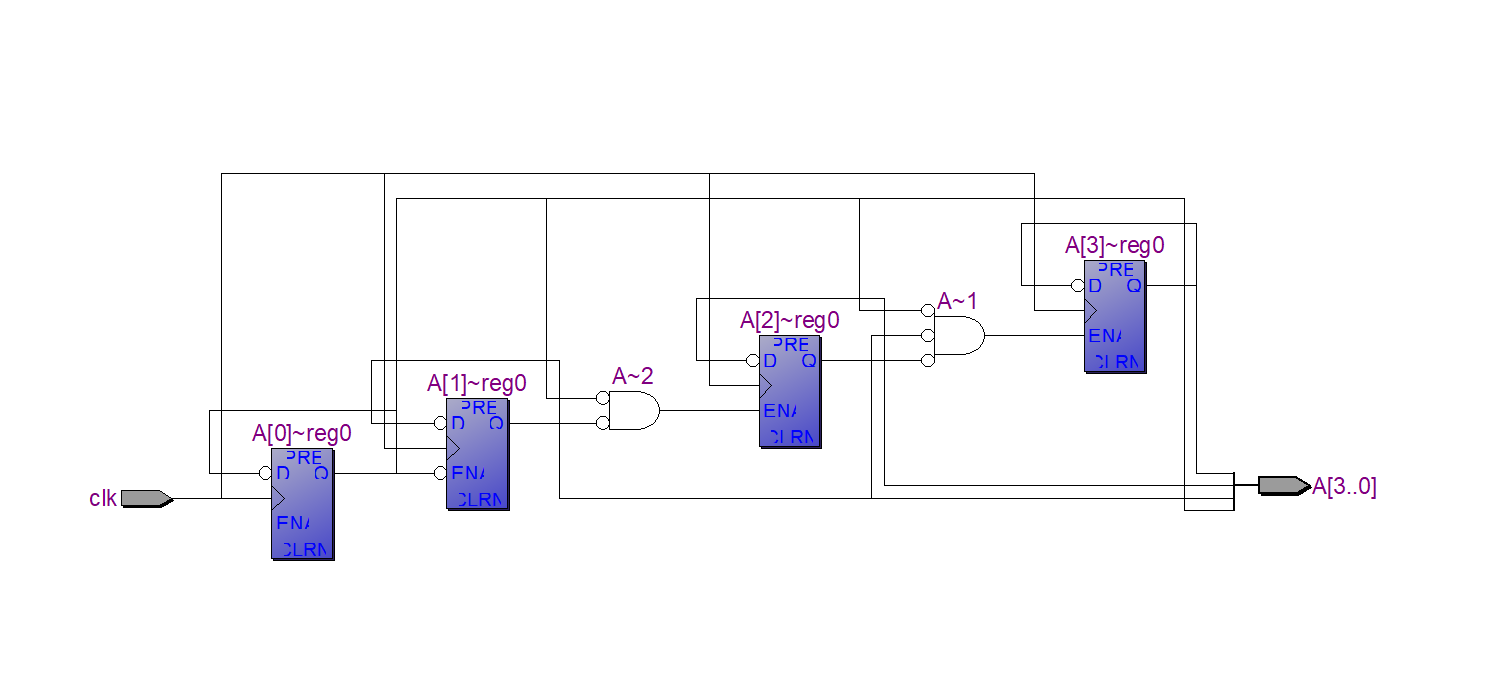 A[3]~reg0
PRE
D Q
ENA
CLRN
A~1
A[2]~reg0
PRE
D Q
ENA
CLRN
A~2
A[1]~reg0
PRE
D Q
ENA
CLRN
A[0]~reg0
PRE
D Q
ENA
CLRN
clk
A[3..0]